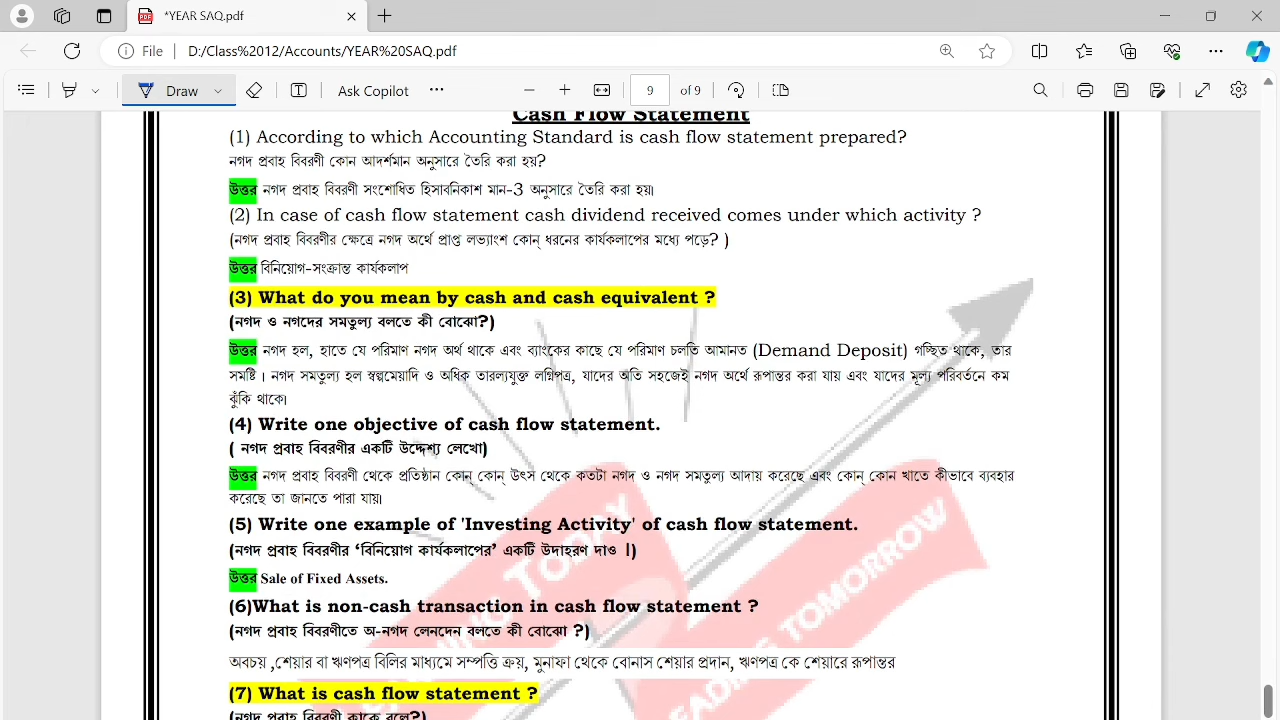 *YEAR SAQ.pdf
File | D:/Class%2012/Accounts/YEAR%20SAQ.pdf
Draw Ask Copilot 9 of 9
Cash Flow Statement
(1) According to which Accounting Standard is cash flow statement prepared?
নগদ প্রবাহ বিবরণী কোন আদর্শমান অনুসারে তৈরি করা হয়?
উত্তর নগদ প্রবাহ বিবরণী সংশোধিত হিসাবনিকাশ মান-3 অনুসারে তৈরি করা হয়।
(2) In case of cash flow statement cash dividend received comes under which activity ?
(নগদ প্রবাহ বিবরণীর ক্ষেত্রে নগদ অর্থে প্রাপ্ত লভ্যাংশ কোন্ ধরনের কার্যকলাপের মধ্যে পড়ে? )
উত্তর বিনিয়োগ-সংক্রান্ত কার্যকলাপ
(3) What do you mean by cash and cash equivalent ?
(নগদ ও নগদের সমতুল্য বলতে কী বোঝো?)
উত্তর নগদ হল, হাতে যে পরিমাণ নগদ অর্থ থাকে এবং ব্যাংকের কাছে যে পরিমাণ চলতি আমানত (Demand Deposit) গচ্ছিত থাকে, তার
সমষ্টি । নগদ সমতুল্য হল স্বল্পমেয়াদি ও অধিক তারল্যযুক্ত লগ্নিপত্র, যাদের অতি সহজেই নগদ অর্থে রূপান্তর করা যায় এবং যাদের মূল্য পরিবর্তনে কম
ঝুঁকি থাকে।
(4) Write one objective of cash flow statement.
( নগদ প্রবাহ বিবরণীর একটি উদ্দেশ্য লেখো)
উত্তর নগদ প্রবাহ বিবরণী থেকে প্রতিষ্ঠান কোন্ কোন্ উৎস থেকে কতটা নগদ ও নগদ সমতুল্য আদায় করেছে এবং কোন্ কোন খাতে কীভাবে ব্যবহার
করেছে তা জানতে পারা যায়।
(5) Write one example of 'Investing Activity' of cash flow statement.
(নগদ প্রবাহ বিবরণীর ‘বিনিয়োগ কার্যকলাপের’ একটি উদাহরণ দাও ।)
উত্তর Sale of Fixed Assets.
(6)What is non-cash transaction in cash flow statement ?
(নগদ প্রবাহ বিবরণীতে অ-নগদ লেনদেন বলতে কী বোঝো ?)
অবচয় ,শেয়ার বা ঋণপত্র বিলির মাধ্যমে সম্পত্তি ক্রয়, মুনাফা থেকে বোনাস শেয়ার প্রদান, ঋণপত্র কে শেয়ারে রূপান্তর
(7) What is cash flow statement ?
(নগদ প্রবাহ বিবরণী কাকে বলে?)
TODAY
TOMORROW